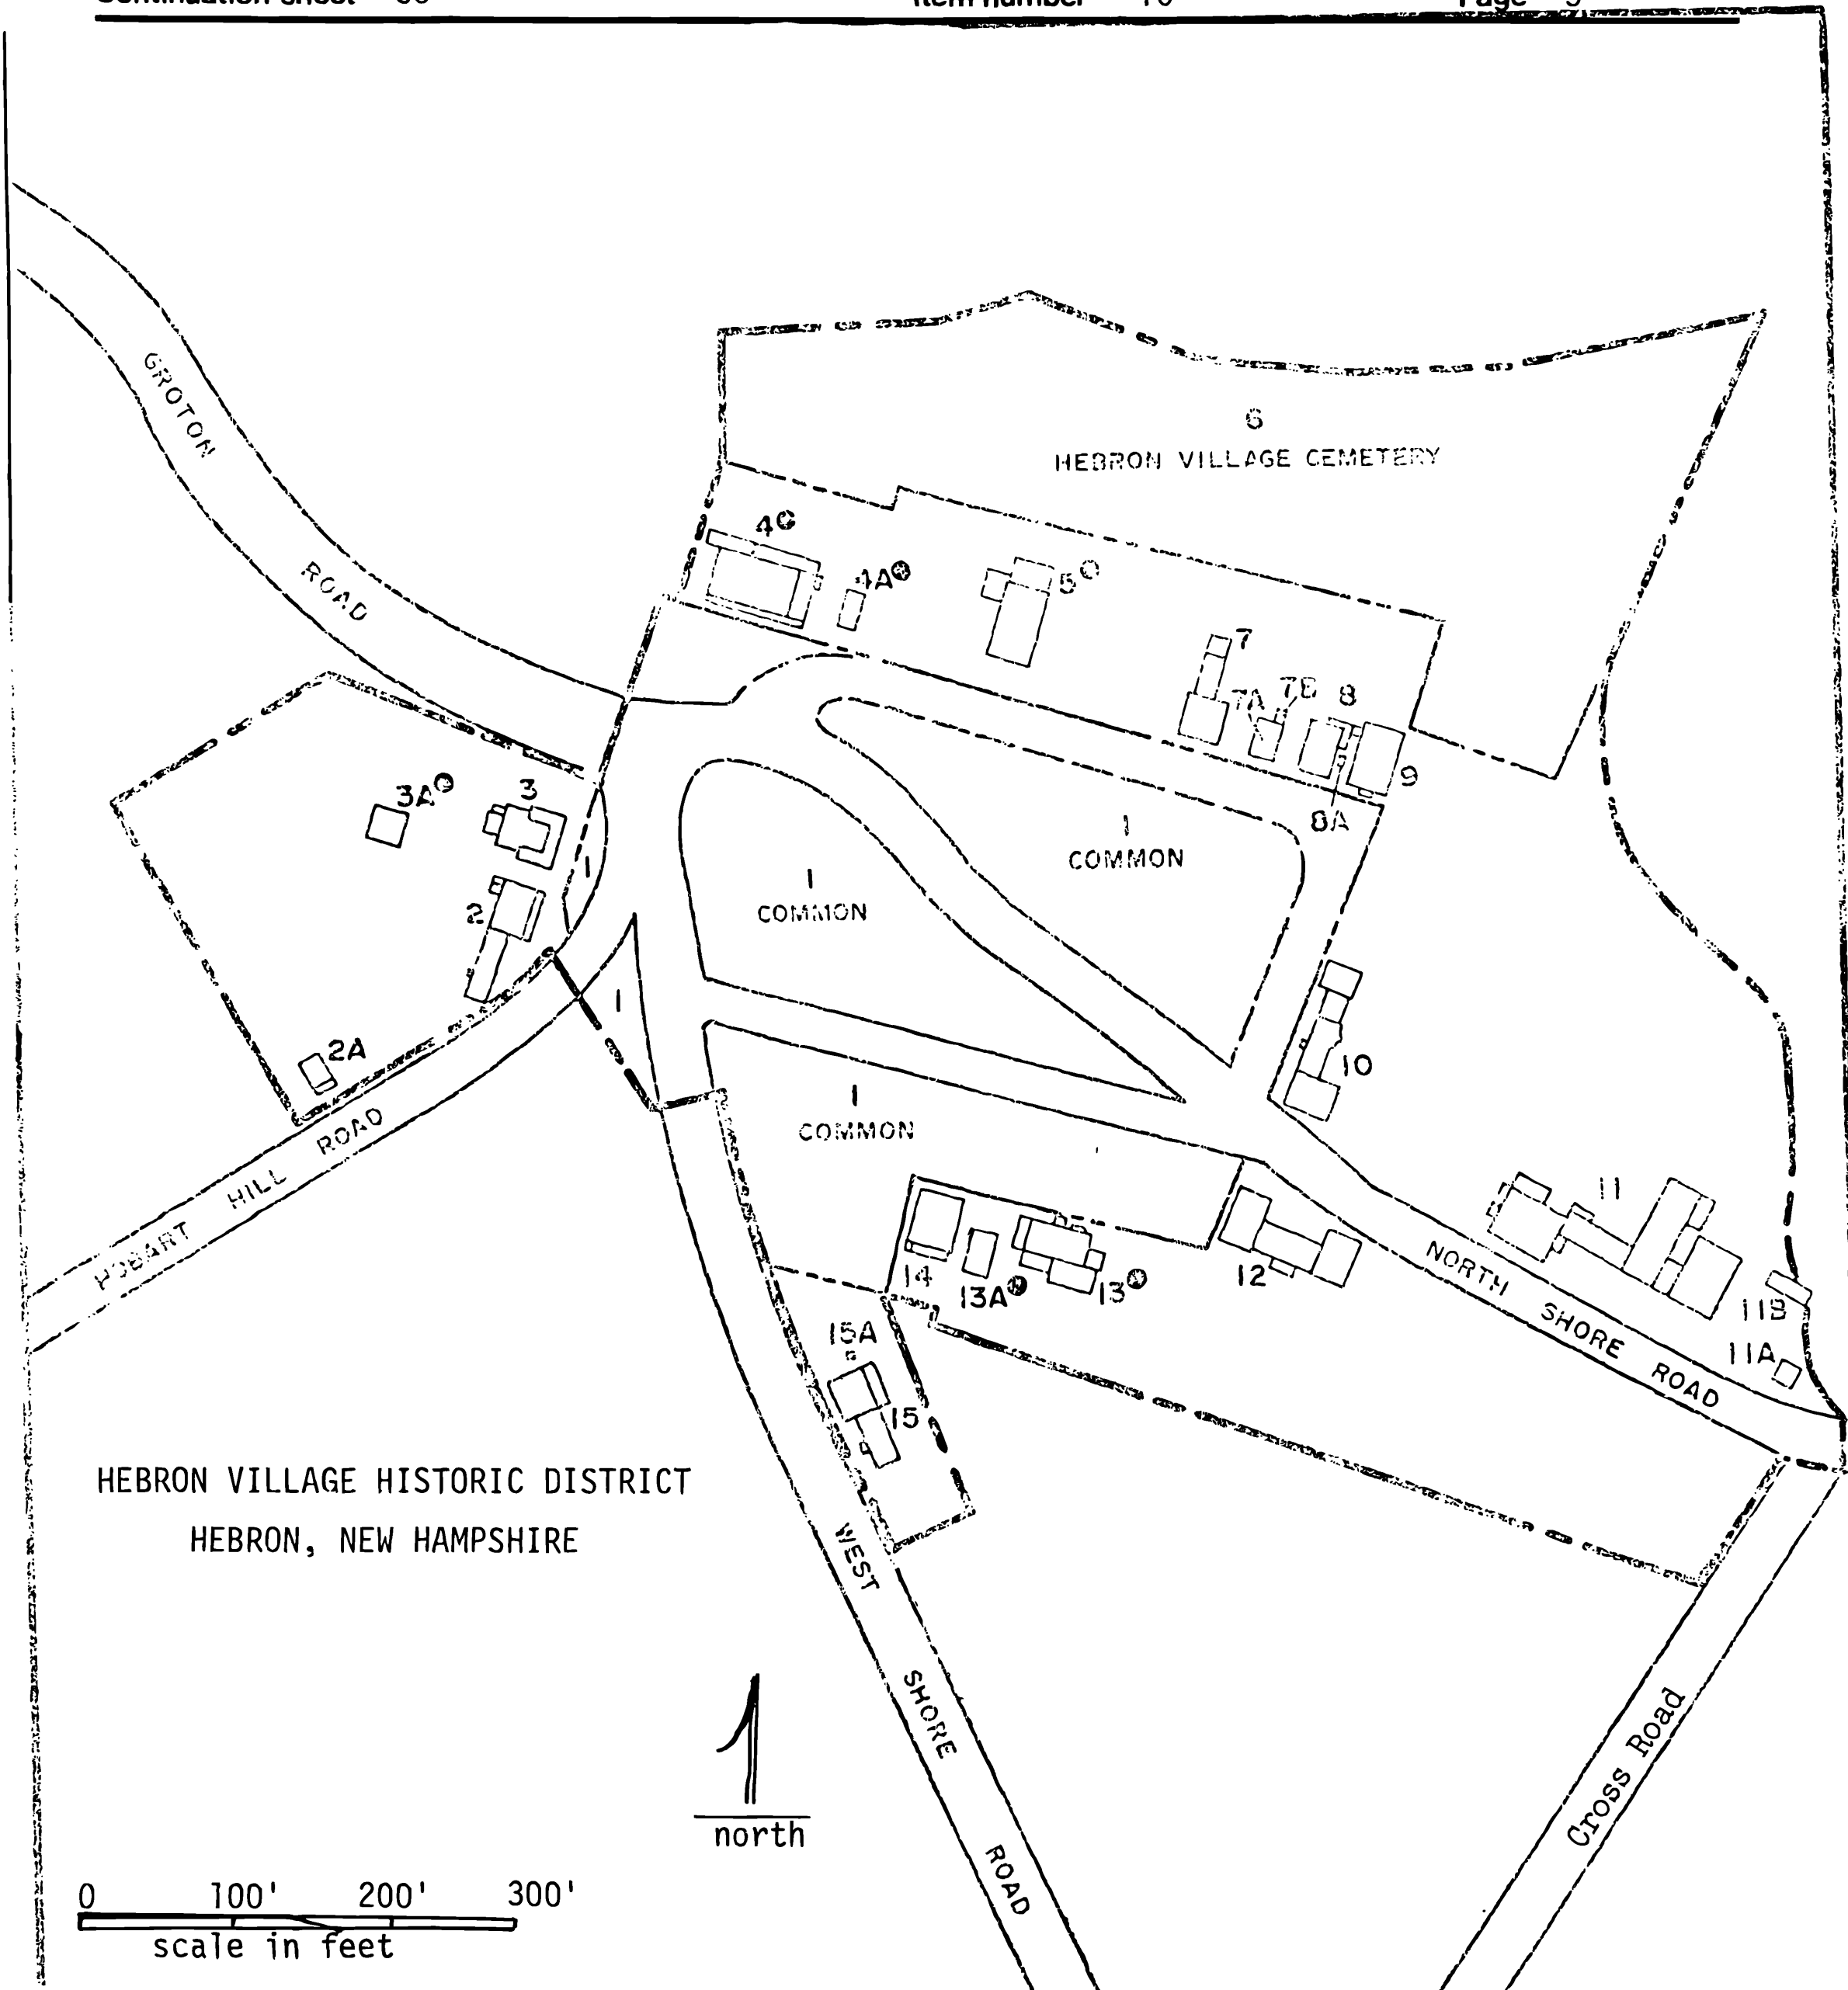 Item number
Page
GROTON
ROAD
6
HEBRON VILLAGE CEMETERY
4
4A
5
7
7A
7B
8
8A
9
3A
3
1
2
2A
1
COMMON
1
COMMON
1
1
COMMON
10
HOBART HILL ROAD
11
11B
11A
12
13
13A
14
15A
15
NORTH SHORE ROAD
HEBRON VILLAGE HISTORIC DISTRICT
HEBRON, NEW HAMPSHIRE
WEST SHORE ROAD
Cross Road
north
0 100' 200' 300'
scale in feet